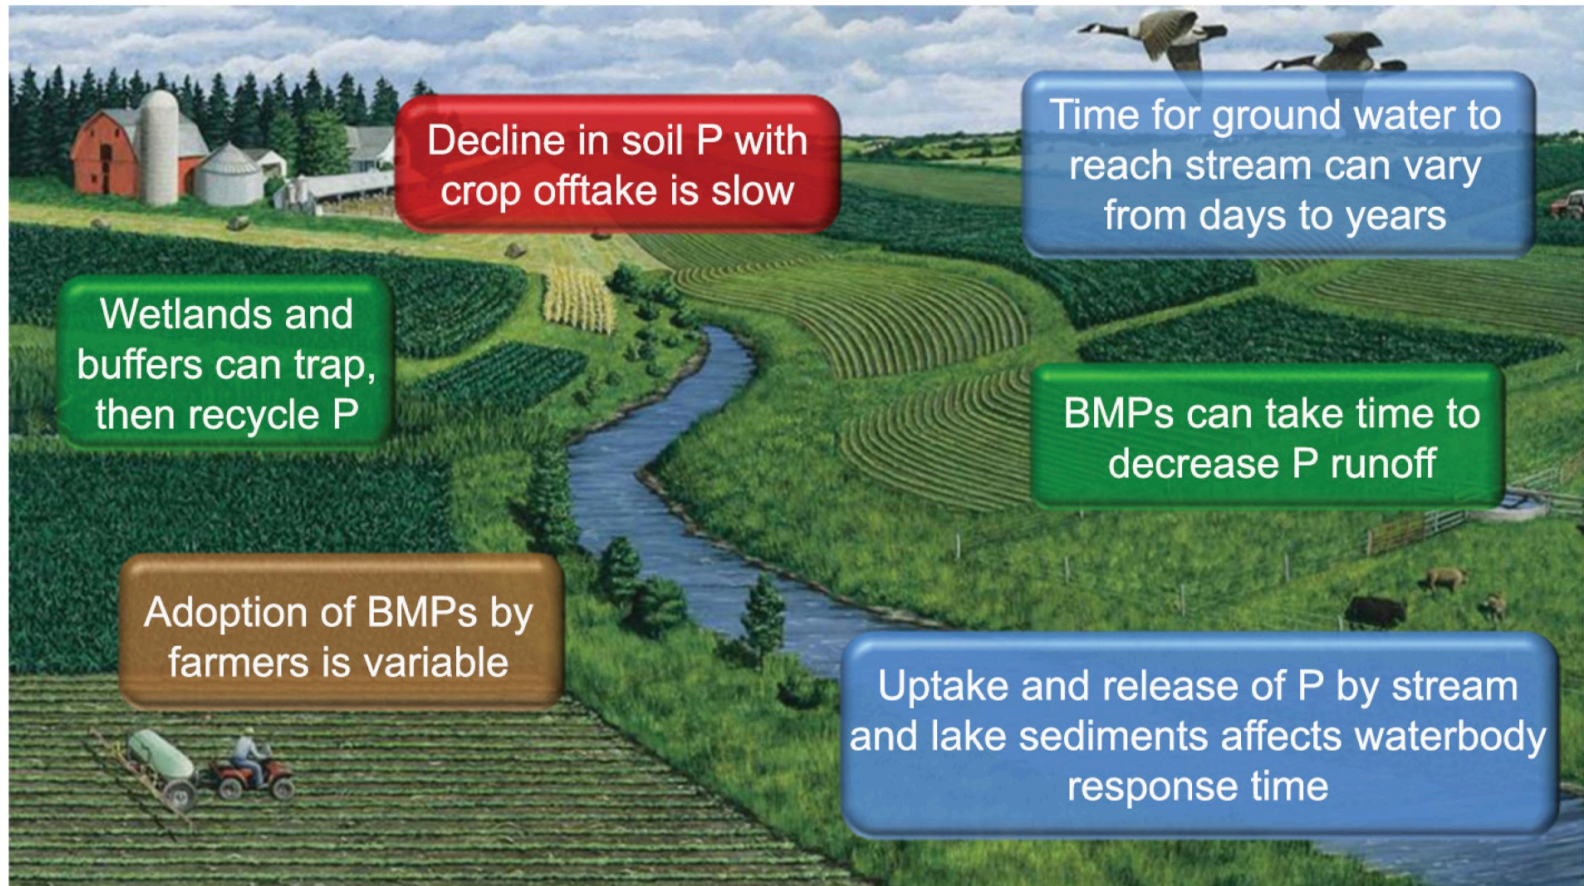 Decline in soil P with
crop offtake is slow
Time for ground water to
reach stream can vary
from days to years
Wetlands and
buffers can trap,
then recycle P
BMPs can take time to
decrease P runoff
Adoption of BMPs by
farmers is variable
Uptake and release of P by stream
and lake sediments affects waterbody
response time